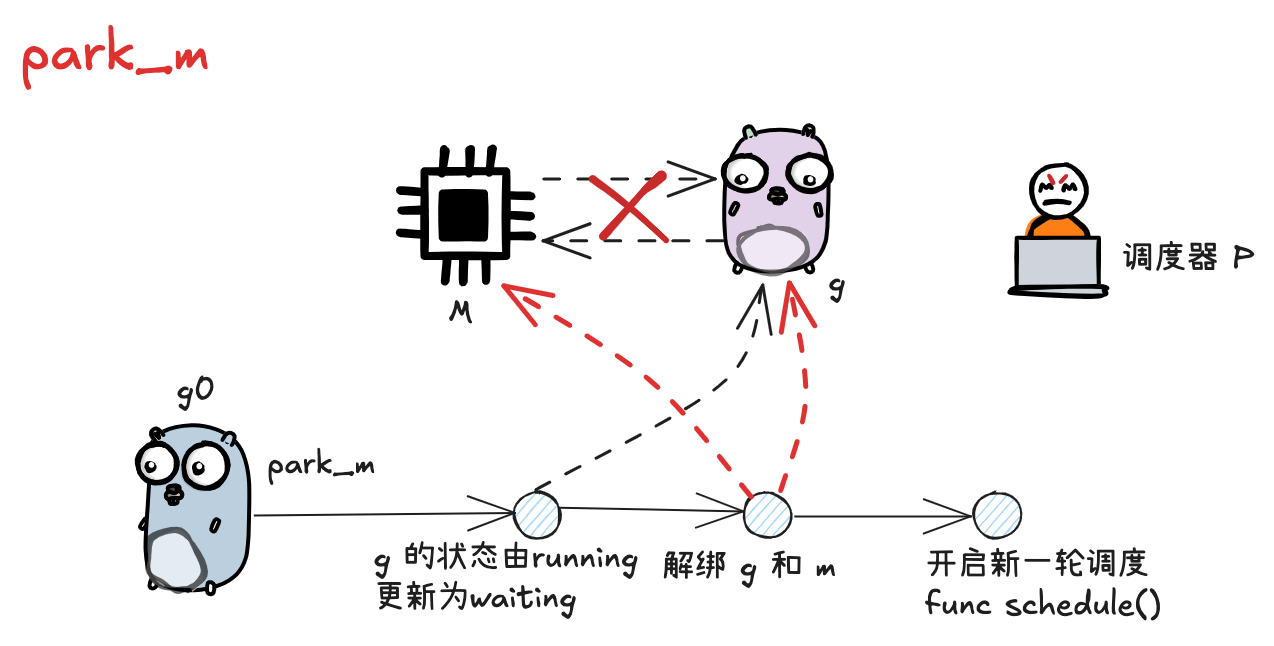 park_m
调度器 P
M
g
g0
park_m
g 的状态由running
更新为waiting
解绑 g 和 m
开启新一轮调度
func schedule()